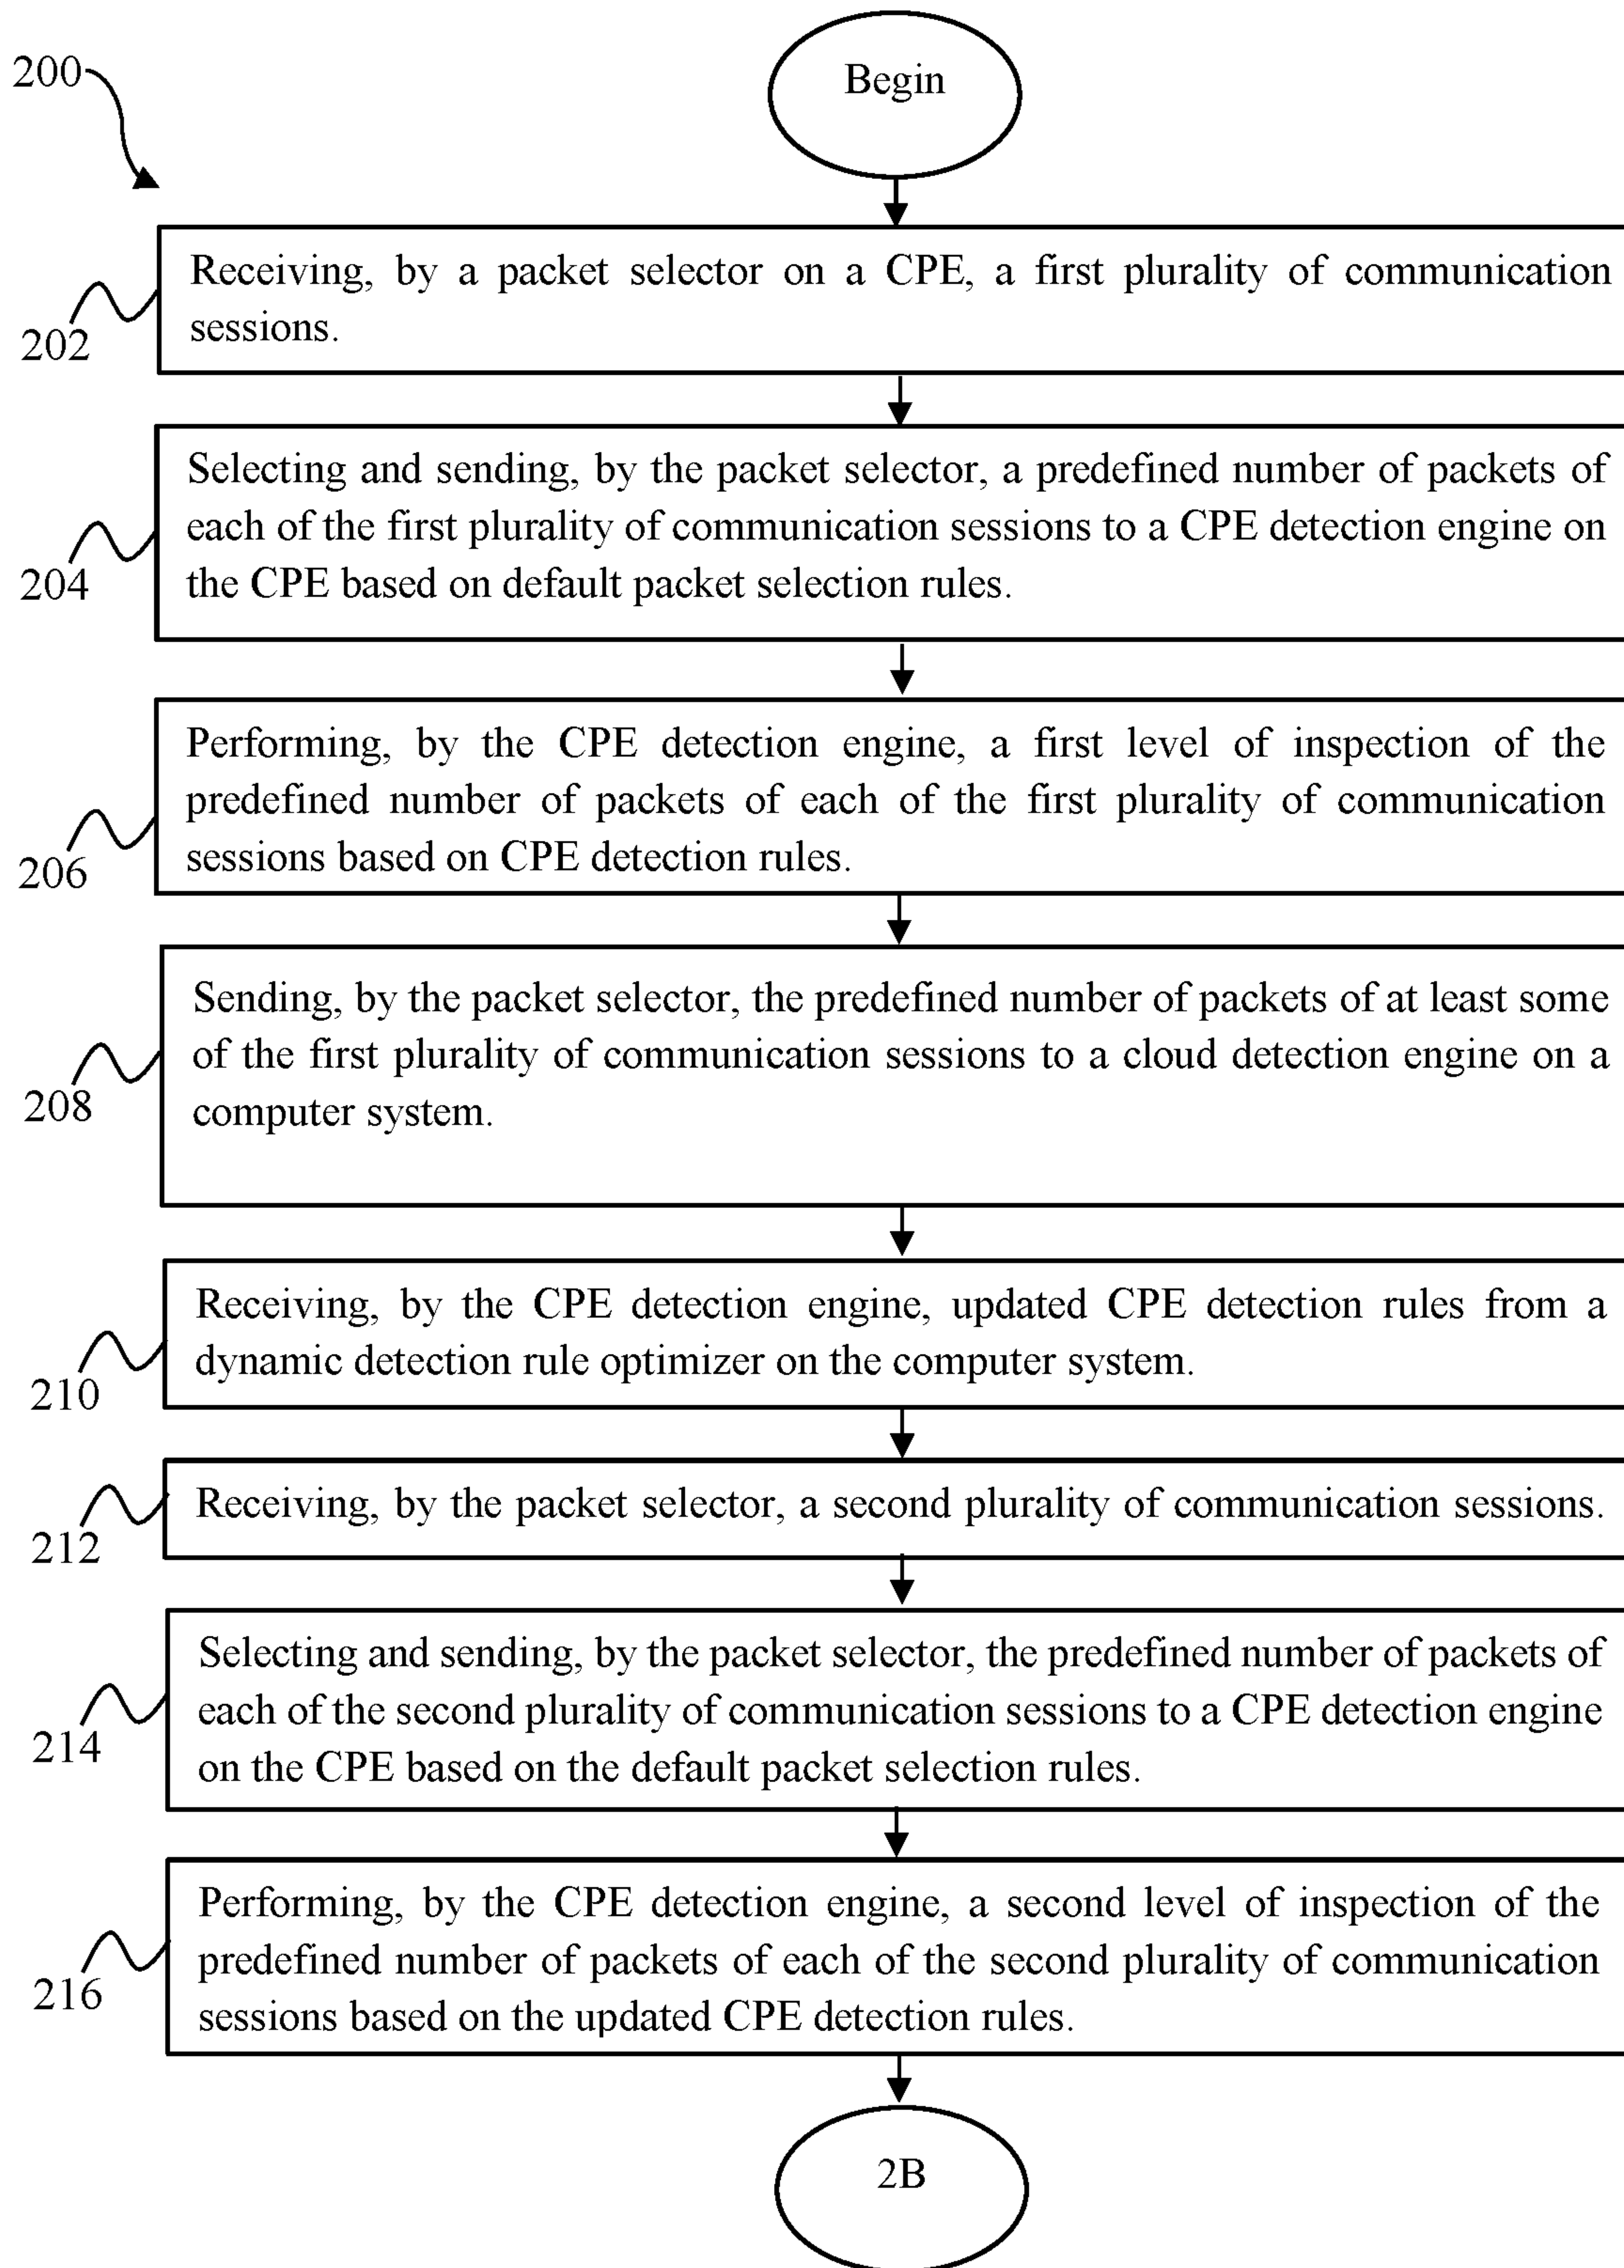 200
Begin
Receiving, by a packet selector on a CPE, a first plurality of communication
sessions.
202
Selecting and sending, by the packet selector, a predefined number of packets of
each of the first plurality of communication sessions to a CPE detection engine on
the CPE based on default packet selection rules.
204
Performing, by the CPE detection engine, a first level of inspection of the
predefined number of packets of each of the first plurality of communication
sessions based on CPE detection rules.
206
Sending, by the packet selector, the predefined number of packets of at least some
of the first plurality of communication sessions to a cloud detection engine on a
computer system.
208
Receiving, by the CPE detection engine, updated CPE detection rules from a
dynamic detection rule optimizer on the computer system.
210
Receiving, by the packet selector, a second plurality of communication sessions.
212
Selecting and sending, by the packet selector, the predefined number of packets of
each of the second plurality of communication sessions to a CPE detection engine
on the CPE based on the default packet selection rules.
214
Performing, by the CPE detection engine, a second level of inspection of the
predefined number of packets of each of the second plurality of communication
sessions based on the updated CPE detection rules.
216
2B